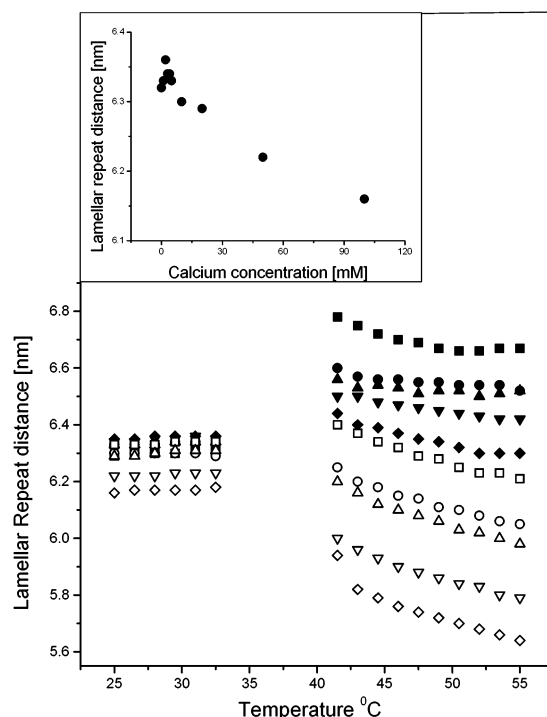 6.4
6.3
6.2
6.1
Lamellar repeat distance [nm]
0 30 60 90 120
Calcium concentration [mM]
6.8
6.6
6.4
6.2
6.0
5.8
5.6
Lamellar Repeat distance [nm]
25 30 35 40 45 50 55
Temperature ⁰C